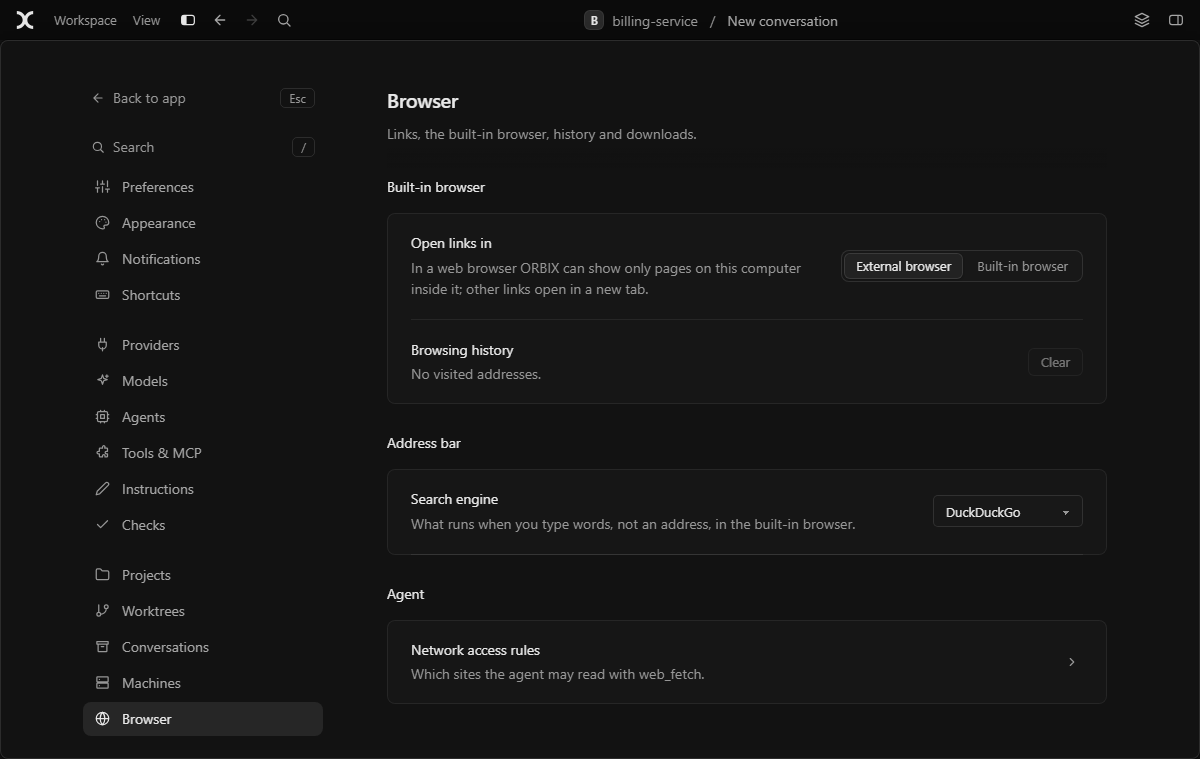 Workspace View
B billing-service / New conversation
Back to app Esc
Search /
Preferences
Appearance
Notifications
Shortcuts
Providers
Models
Agents
Tools & MCP
Instructions
Checks
Projects
Worktrees
Conversations
Machines
Browser
Browser
Links, the built-in browser, history and downloads.
Built-in browser
Open links in
In a web browser ORBIX can show only pages on this computer
inside it; other links open in a new tab.
External browser Built-in browser
Browsing history
No visited addresses.
Clear
Address bar
Search engine
What runs when you type words, not an address, in the built-in browser.
DuckDuckGo
Agent
Network access rules
Which sites the agent may read with web_fetch.